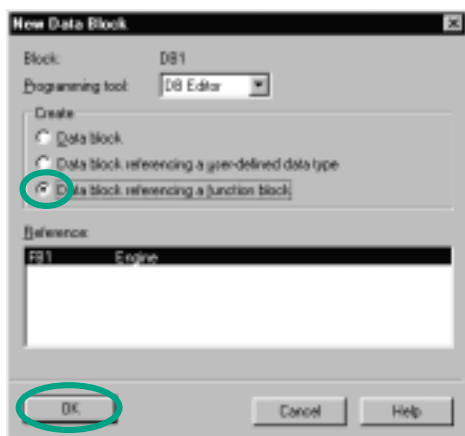 New Data Block
Block: DB1
Programming tool: DB Editor
Create
Data block
Data block referencing a user-defined data type
Data block referencing a function block
Reference:
FB1 Engine
OK Cancel Help